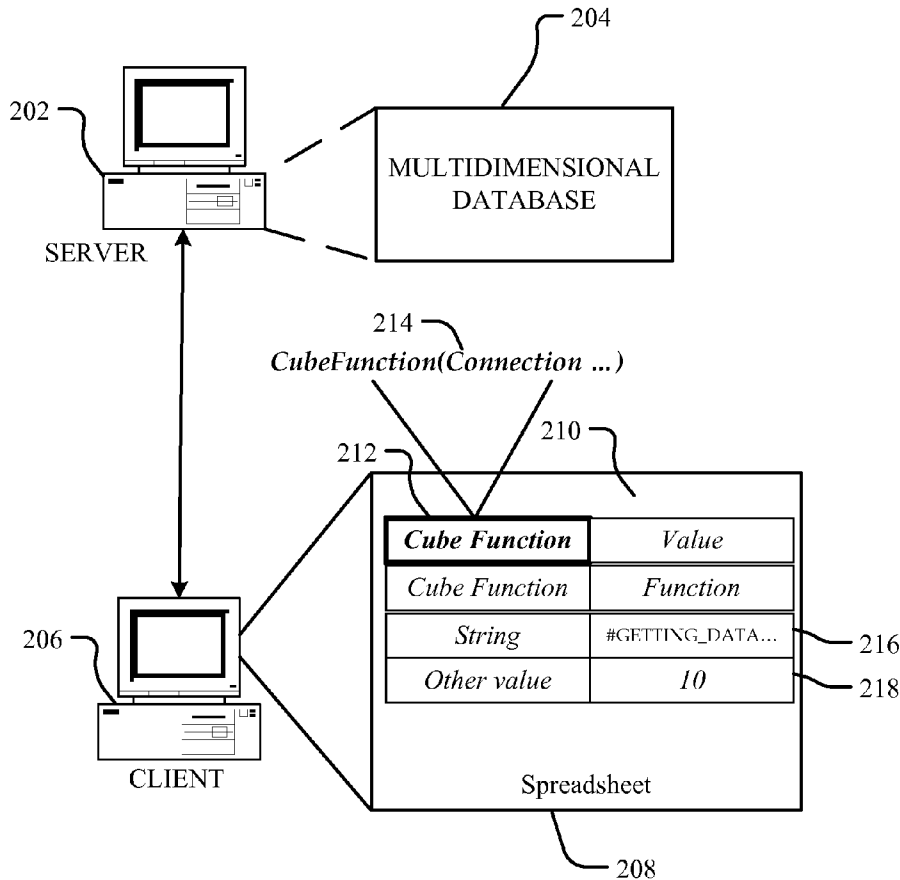 204
202
MULTIDIMENSIONAL
DATABASE
SERVER
214
CubeFunction(Connection ...)
210
212
Cube Function Value
Cube Function Function
String #GETTING_DATA...
216
Other value 10
218
206
CLIENT
Spreadsheet
208